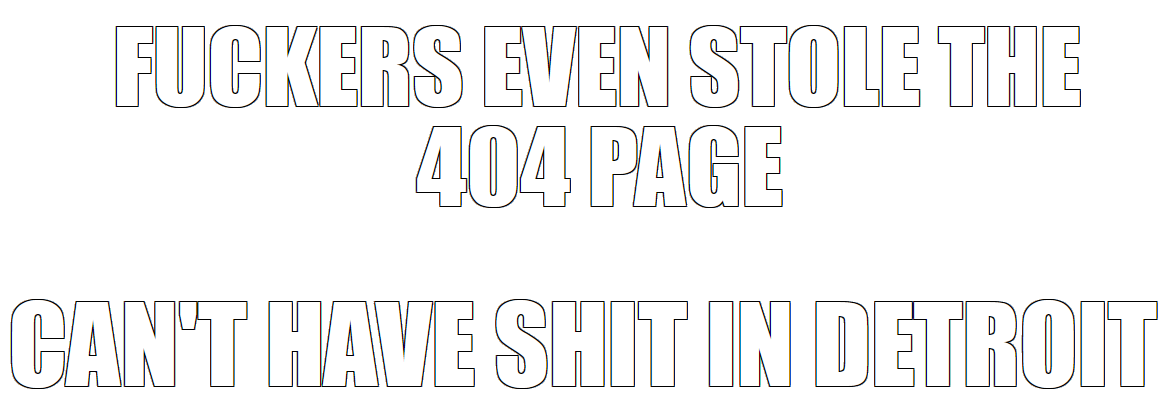 FUCKERS EVEN STOLE THE
404 PAGE
CAN'T HAVE SHIT IN DETROIT